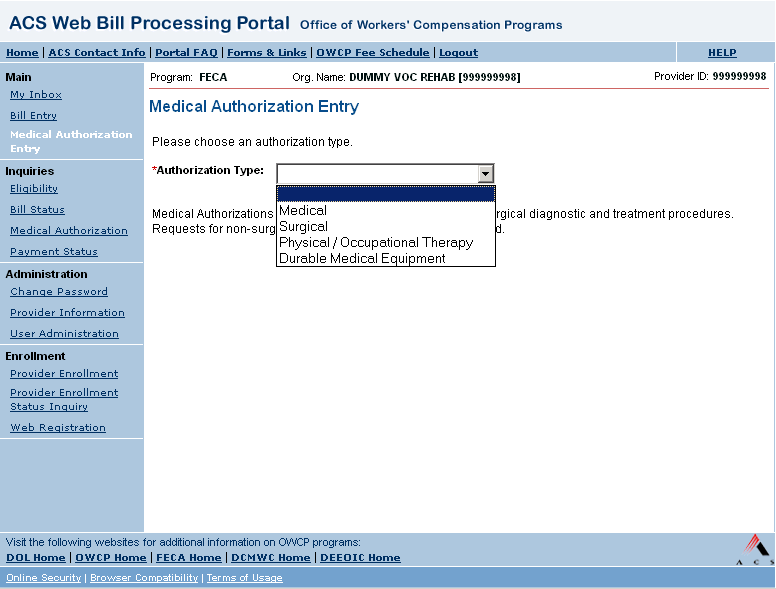 ACS Web Bill Processing Portal Office of Workers' Compensation Programs
Home | ACS Contact Info | Portal FAQ | Forms & Links | OWCP Fee Schedule | Logout HELP
Main
My Inbox
Bill Entry
Medical Authorization
Entry
Inquiries
Eligibility
Bill Status
Medical Authorization
Payment Status
Administration
Change Password
Provider Information
User Administration
Enrollment
Provider Enrollment
Provider Enrollment
Status Inquiry
Web Registration
Program: FECA Org. Name: DUMMY VOC REHAB [999999998] Provider ID: 999999998
Medical Authorization Entry
Please choose an authorization type.
*Authorization Type:
Medical
Surgical
Physical / Occupational Therapy
Durable Medical Equipment
Medical Authorizations rgical diagnostic and treatment procedures.
Requests for non-surg d.
Visit the following websites for additional information on OWCP programs:
DOL Home | OWCP Home | FECA Home | DCMWC Home | DEEOIC Home
A C S
Online Security | Browser Compatibility | Terms of Usage